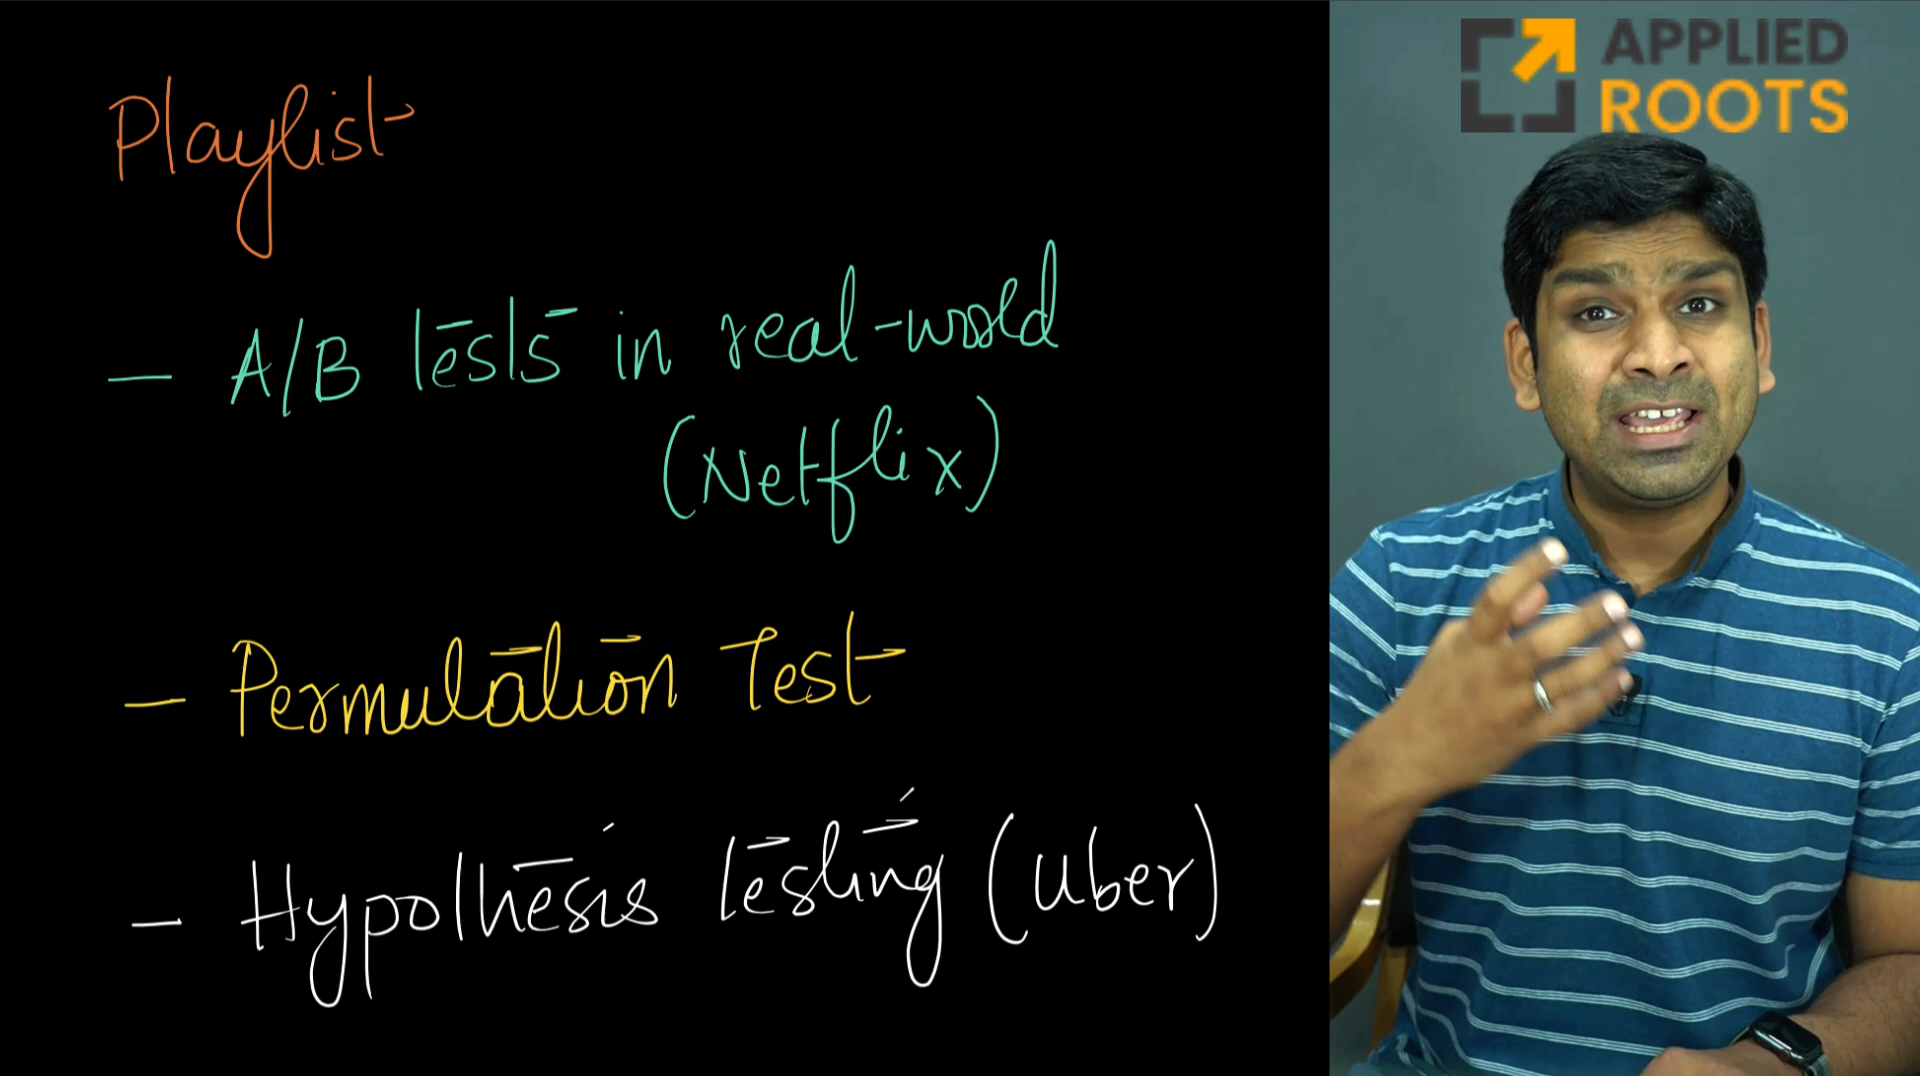 Playlist
- A/B tests in real-world
(Netflix)
- Permutation Test
- Hypothesis testing (Uber)
APPLIED
ROOTS